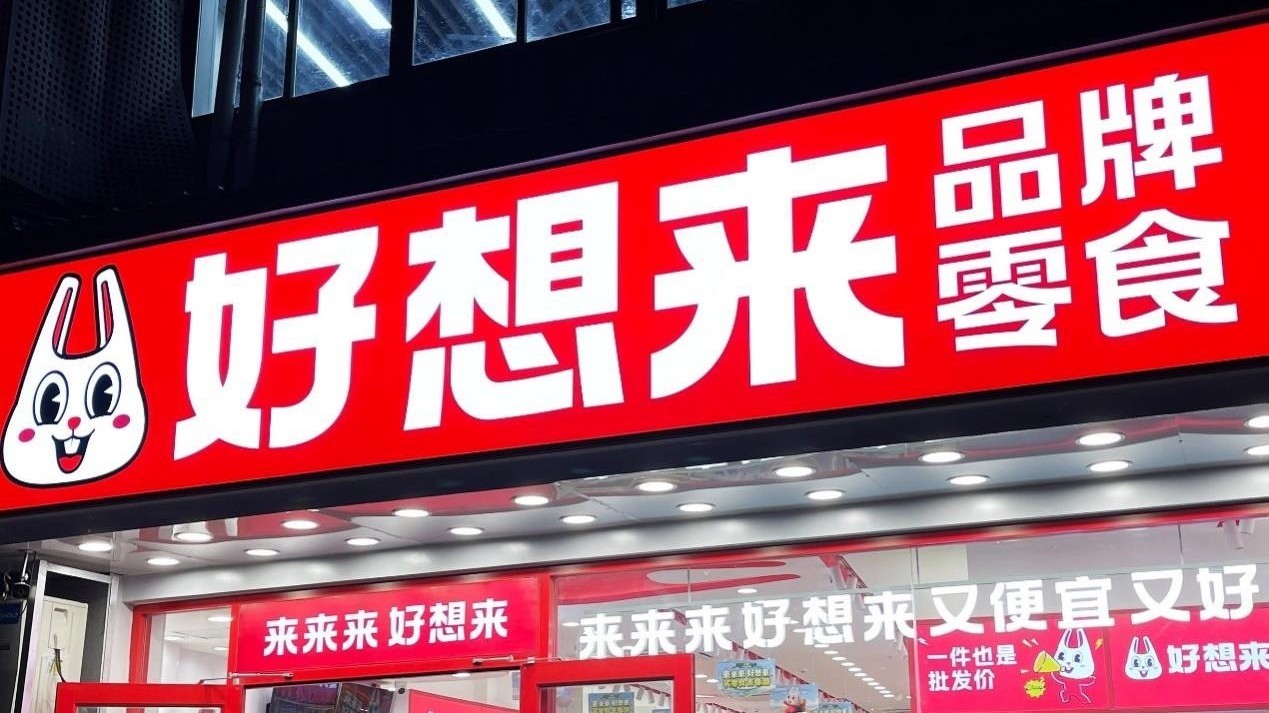 好想来
品牌
零食
来来来 好想来
来来来 好想来 又便宜 又好
一件也是
批发价
好想来